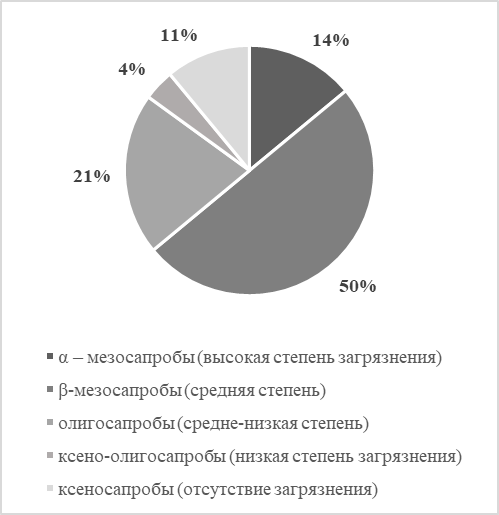 11%
14%
4%
21%
50%
α – мезосапробы (высокая степень загрязнения)
β-мезосапробы (средняя степень)
олигосапробы (средне-низкая степень)
ксено-олигосапробы (низкая степень загрязнения)
ксеносапробы (отсутствие загрязнения)